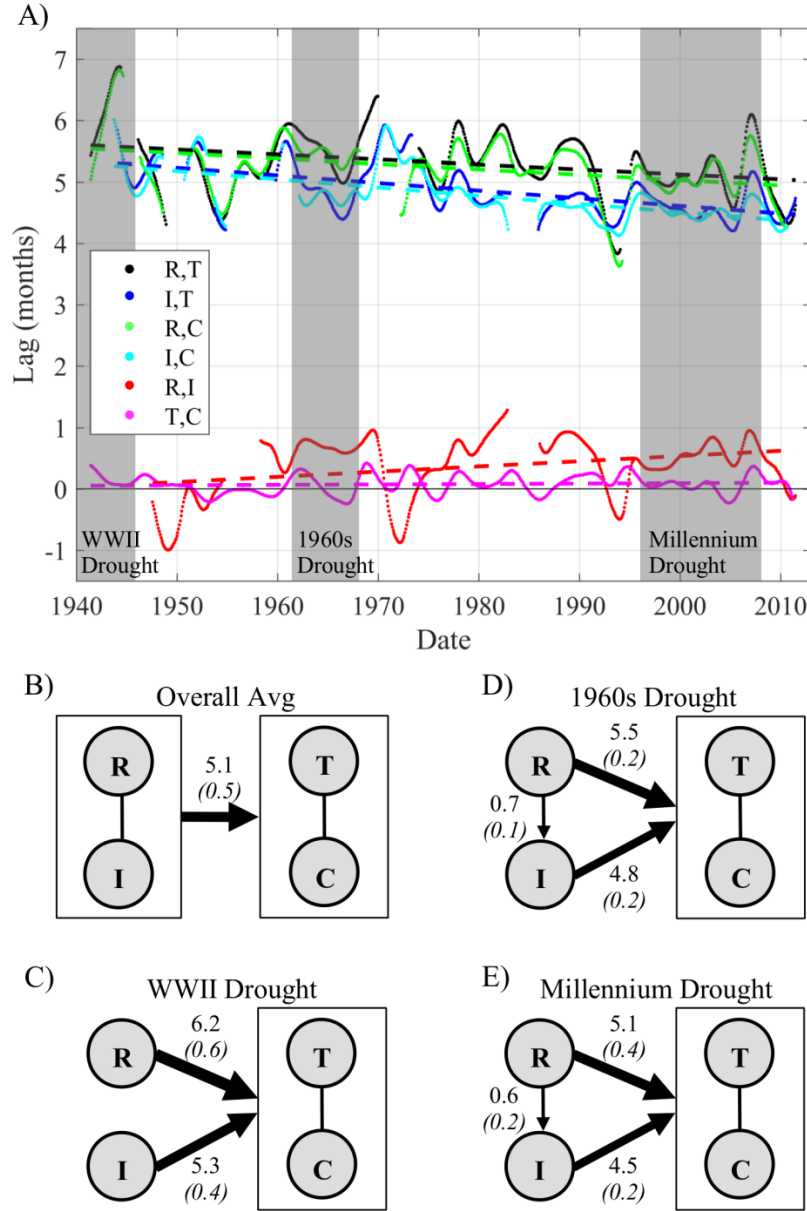 A)
7
6
5
4
3
2
1
0
-1
Lag (months)
R,T
I,T
R,C
I,C
R,I
T,C
WWII
Drought
1960s
Drought
Millennium
Drought
1940 1950 1960 1970 1980 1990 2000 2010
Date
B)
Overall Avg
R
I
5.1
(0.5)
T
C
D)
1960s Drought
R
I
5.5
(0.2)
0.7
(0.1)
4.8
(0.2)
T
C
C)
WWII Drought
R
I
6.2
(0.6)
5.3
(0.4)
T
C
E)
Millennium Drought
R
I
5.1
(0.4)
0.6
(0.2)
4.5
(0.2)
T
C